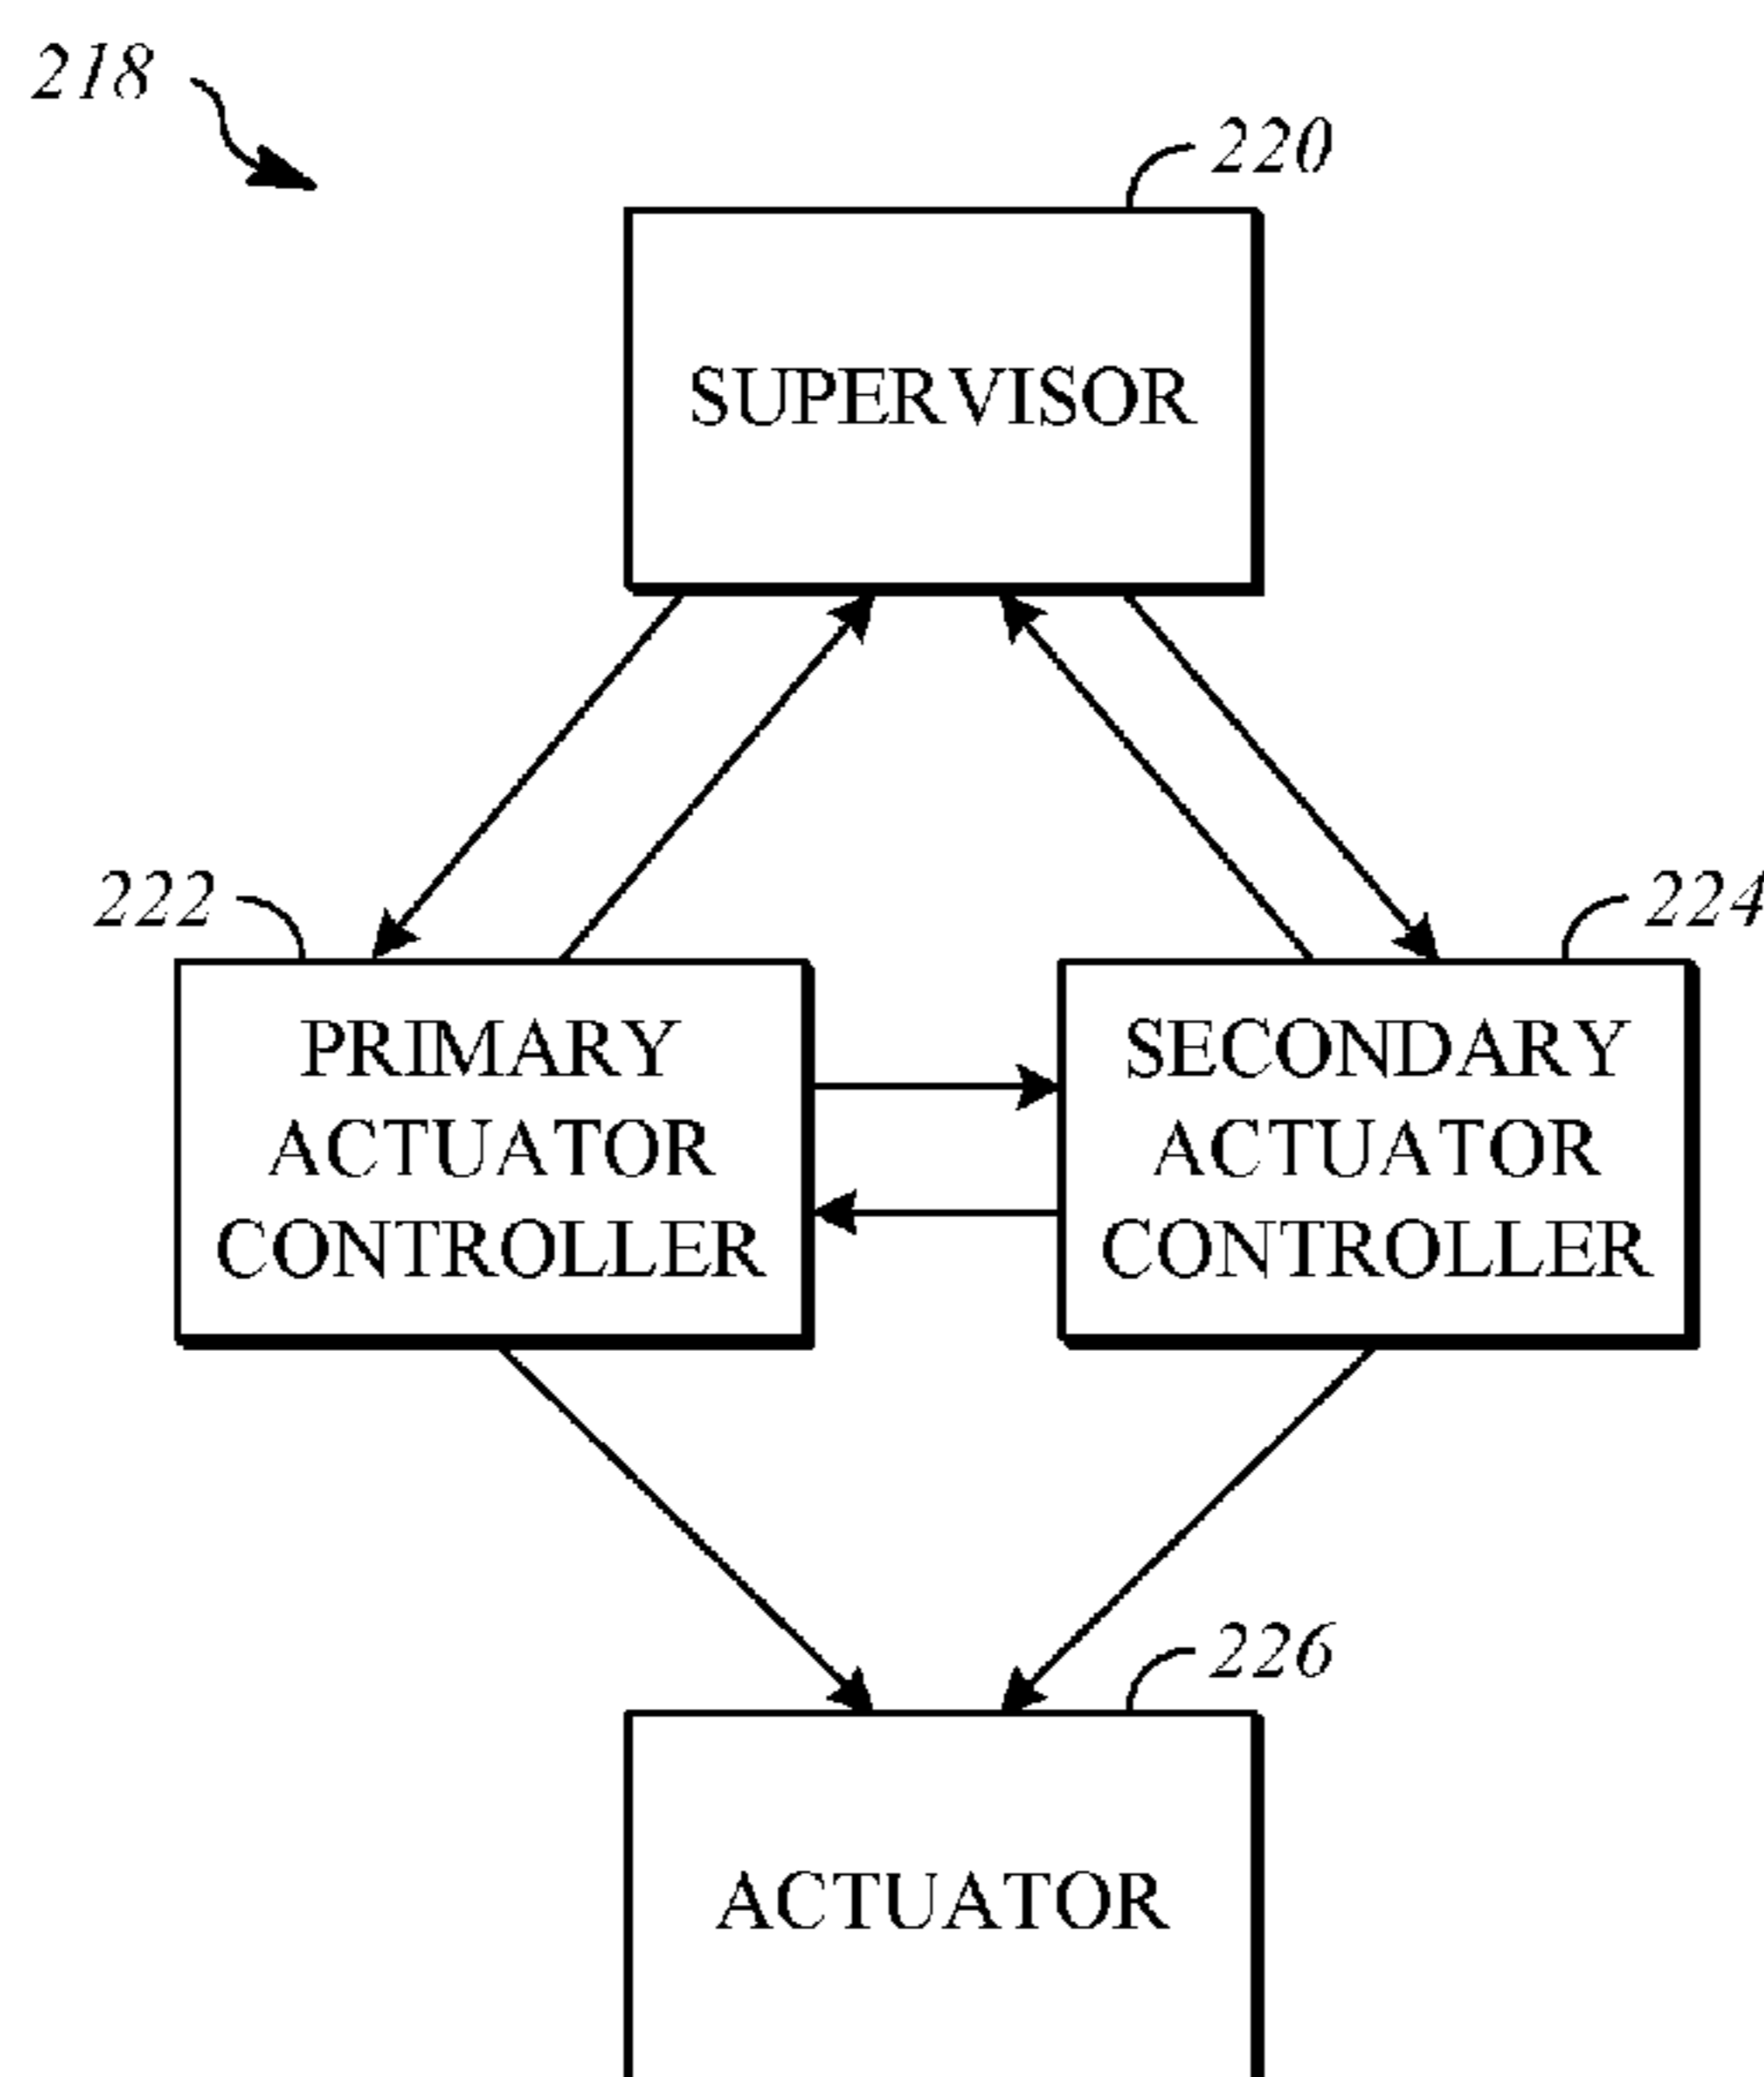 218
220
SUPERVISOR
222
224
PRIMARY
ACTUATOR
CONTROLLER
SECONDARY
ACTUATOR
CONTROLLER
226
ACTUATOR